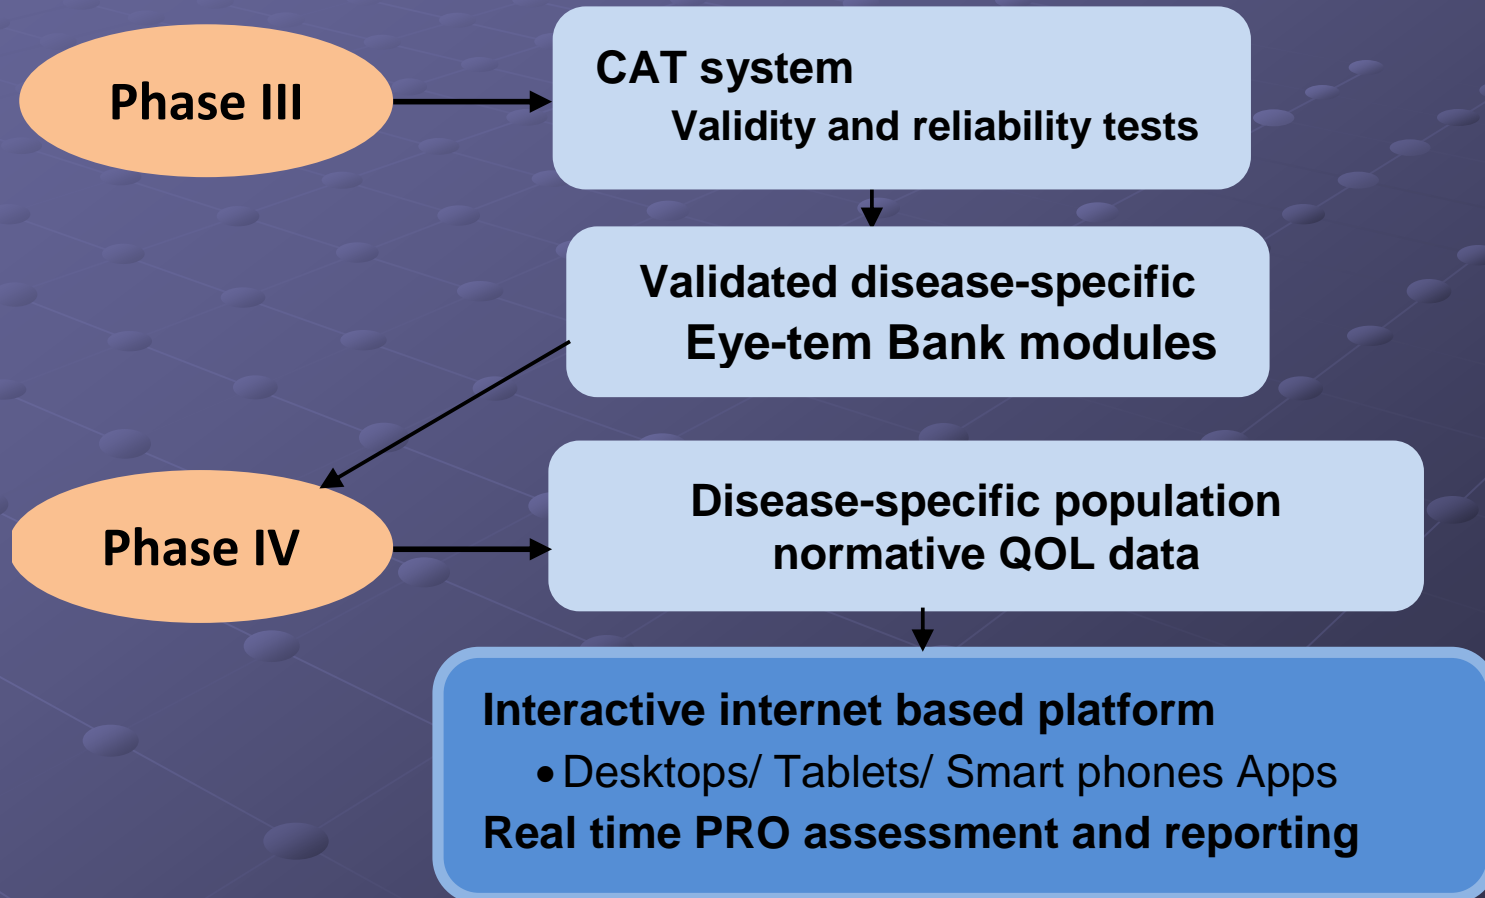 Phase III
CAT system
Validity and reliability tests
Validated disease-specific
Eye-tem Bank modules
Phase IV
Disease-specific population
normative QOL data
Interactive internet based platform
• Desktops/ Tablets/ Smart phones Apps
Real time PRO assessment and reporting